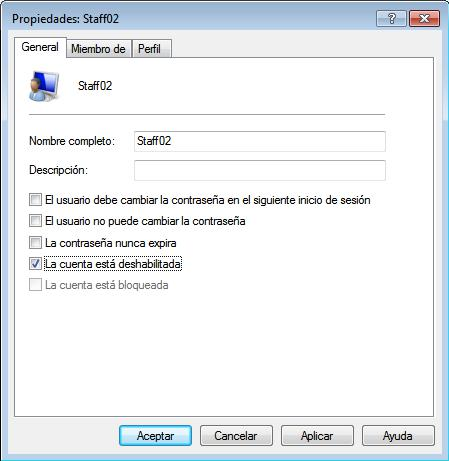 Propiedades: Staff02
General Miembro de Perfil
Staff02
Nombre completo: Staff02
Descripción:
El usuario debe cambiar la contraseña en el siguiente inicio de sesión
El usuario no puede cambiar la contraseña
La contraseña nunca expira
La cuenta está deshabilitada
La cuenta está bloqueada
Aceptar Cancelar Aplicar Ayuda